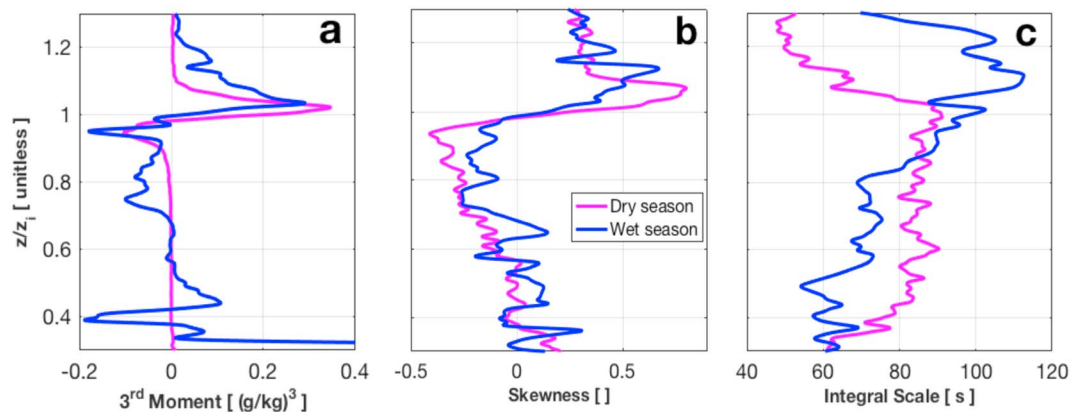 a
b
c
1.2
1
0.8
0.6
0.4
z/z_i [ unitless ]
-0.2
0
0.2
0.4
3rd Moment [ (g/kg)3 ]
-0.5
0
0.5
Skewness [ ]
Dry season
Wet season
40
60
80
100
120
Integral Scale [ s ]